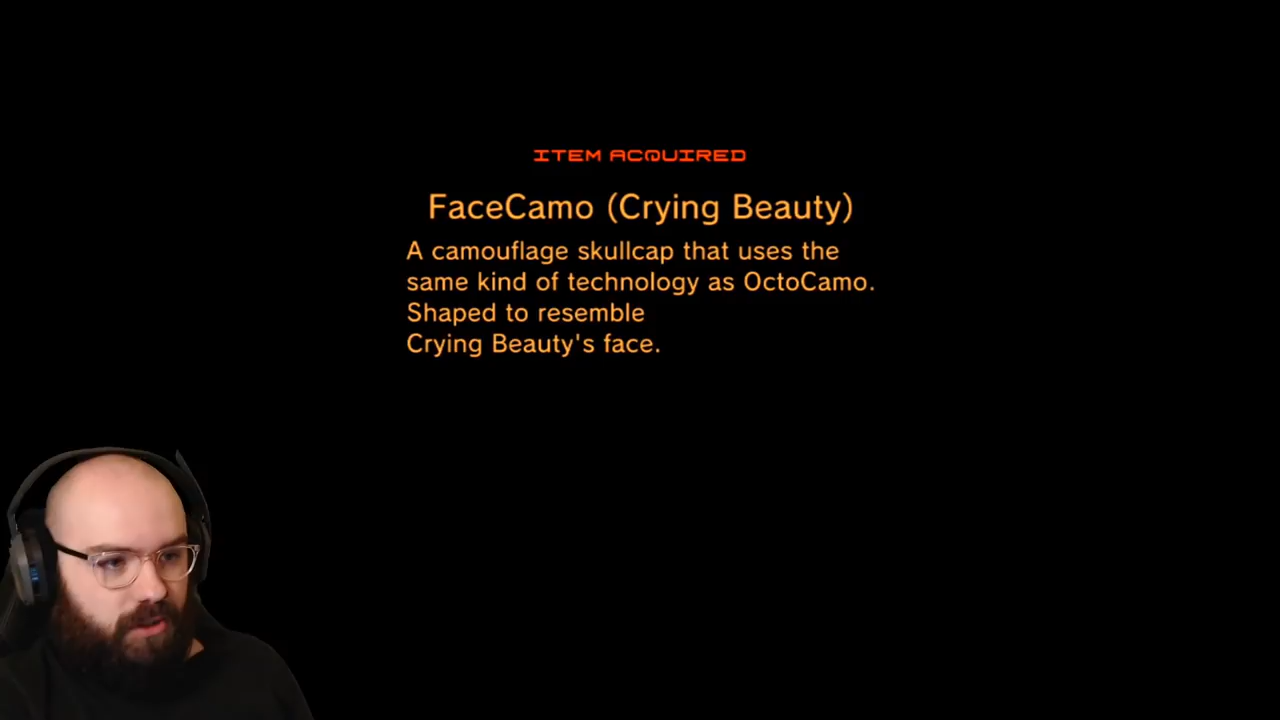 ITEM ACQUIRED
FaceCamo (Crying Beauty)
A camouflage skullcap that uses the
same kind of technology as OctoCamo.
Shaped to resemble
Crying Beauty's face.